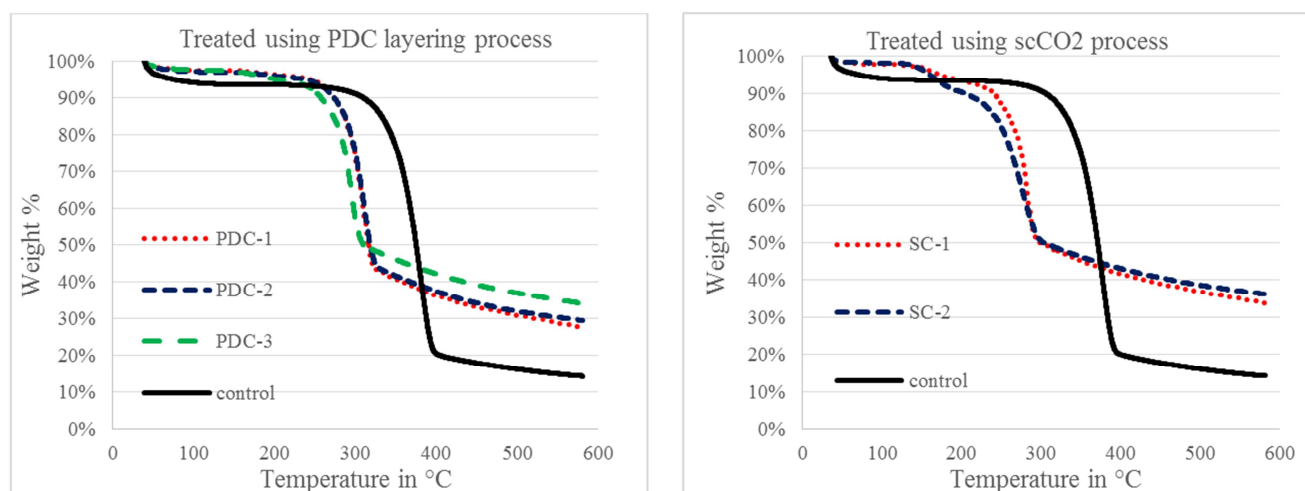 Treated using PDC layering process
100%
90%
80%
70%
60%
50%
40%
30%
20%
10%
0%
Weight %
PDC-1
PDC-2
PDC-3
control
0 100 200 300 400 500 600
Temperature in °C
Treated using scCO2 process
100%
90%
80%
70%
60%
50%
40%
30%
20%
10%
0%
Weight %
SC-1
SC-2
control
0 100 200 300 400 500 600
Temperature in °C